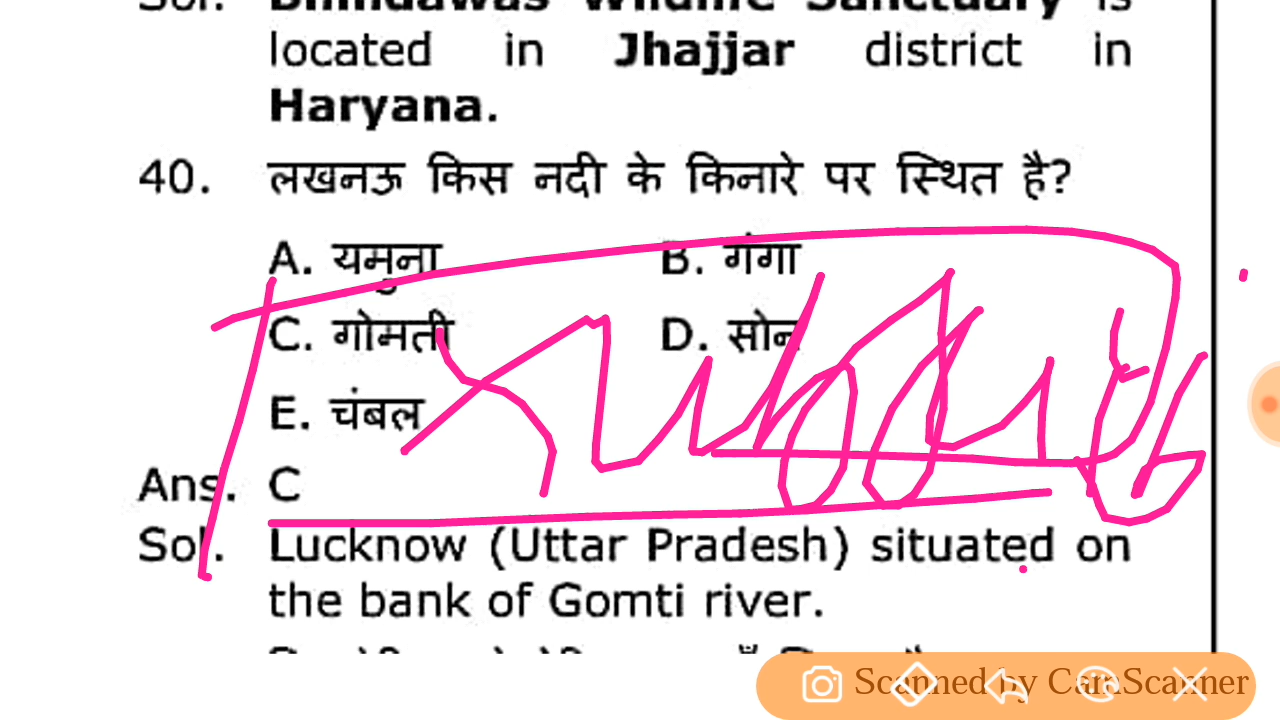 located in Jhajjar district in
Haryana.
40. लखनऊ किस नदी के किनारे पर स्थित है?
A. यमुना B. गंगा
C. गोमती D. सोन
E. चंबल
Ans. C
Sol. Lucknow (Uttar Pradesh) situated on
the bank of Gomti river.
Scanned by CamScanner